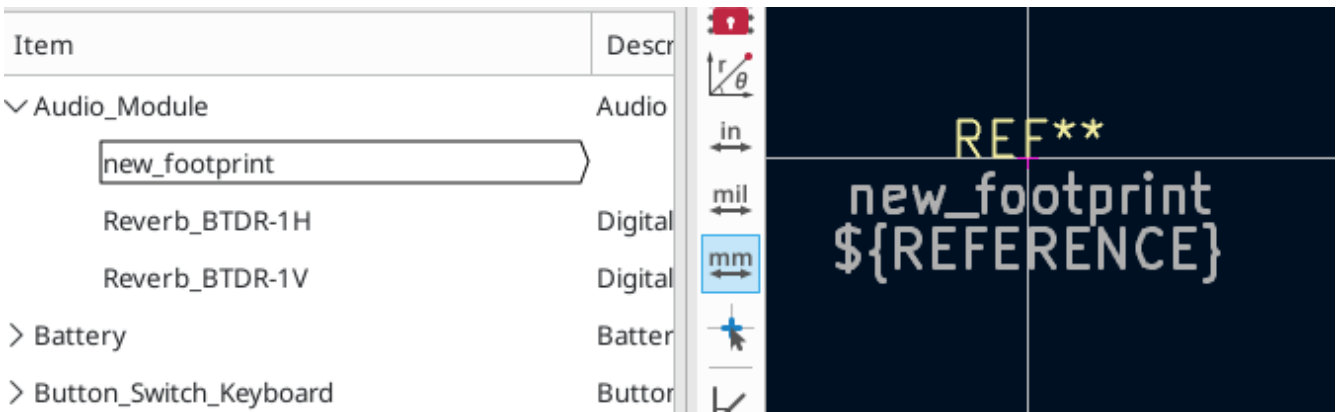 Item Descr
Audio_Module Audio
new_footprint
Reverb_BTDR-1H Digital
Reverb_BTDR-1V Digital
Battery Batter
Button_Switch_Keyboard Button
r
θ
in
mil
mm
REF**
new_footprint
${REFERENCE}